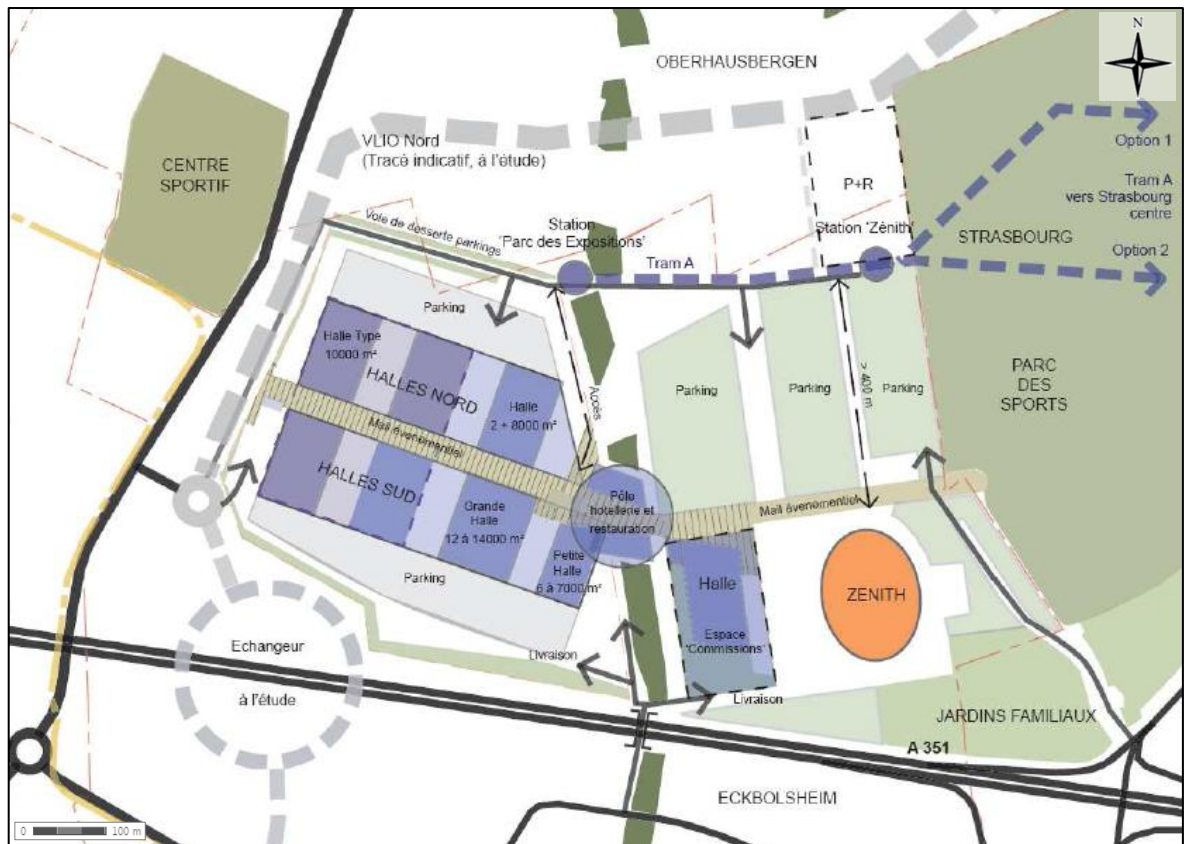 N
OBERHAUSBERGEN
VLIO Nord
(Tracé indicatif, à l'étude)
CENTRE
SPORTIF
Option 1
P+R
Tram A
vers Strasbourg
centre
Voie de desserte parkings
Station
'Parc des Expositions'
Station 'Zénith'
STRASBOURG
Option 2
Tram A
Parking
Halle Type
10000 m²
HALLES NORD
Halle
2 + 8000 m²
Accès
Parking
Parking
Parking
> 400 m
PARC
DES
SPORTS
Mail évenementiel
HALLES SUD
Grande
Halle
12 à 14000 m²
Pôle
hotellerie et
restauration
Mail évenementiel
Petite
Halle
6 à 7000 m²
Parking
Halle
Espace
'Commissions'
ZENITH
Echangeur
à l'étude
Livraison
Livraison
JARDINS FAMILIAUX
A 351
ECKBOLSHEIM
0 100 m